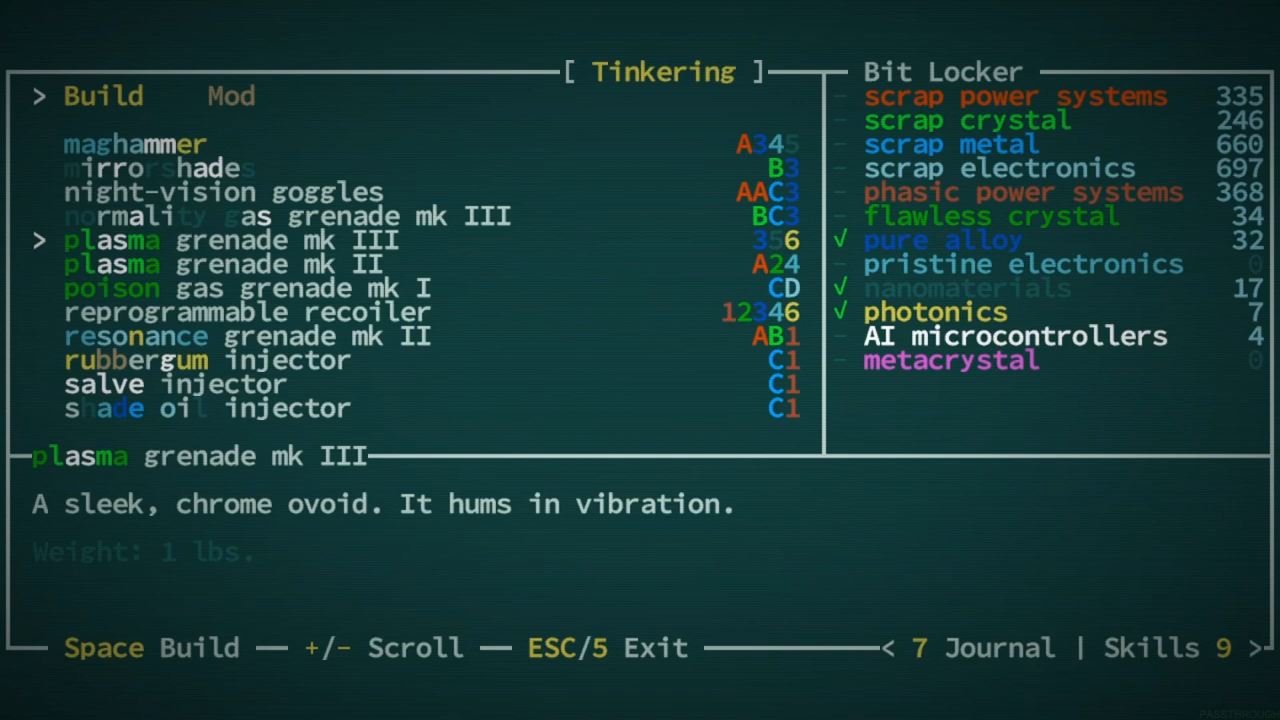 [ Tinkering ]
> Build Mod
maghammer A345
mirrorshades B3
night-vision goggles AAC3
normality gas grenade mk III BC3
> plasma grenade mk III 356
plasma grenade mk II A24
poison gas grenade mk I CD
reprogrammable recoiler 12346
resonance grenade mk II AB1
rubbergum injector C1
salve injector C1
shade oil injector C1
Bit Locker
- scrap power systems 335
- scrap crystal 246
- scrap metal 660
- scrap electronics 697
- phasic power systems 368
- flawless crystal 34
√ pure alloy 32
- pristine electronics 0
√ nanomaterials 17
√ photonics 7
- AI microcontrollers 4
- metacrystal 0
plasma grenade mk III
A sleek, chrome ovoid. It hums in vibration.
Weight: 1 lbs.
Space Build — +/- Scroll — ESC/5 Exit
< 7 Journal | Skills 9 >